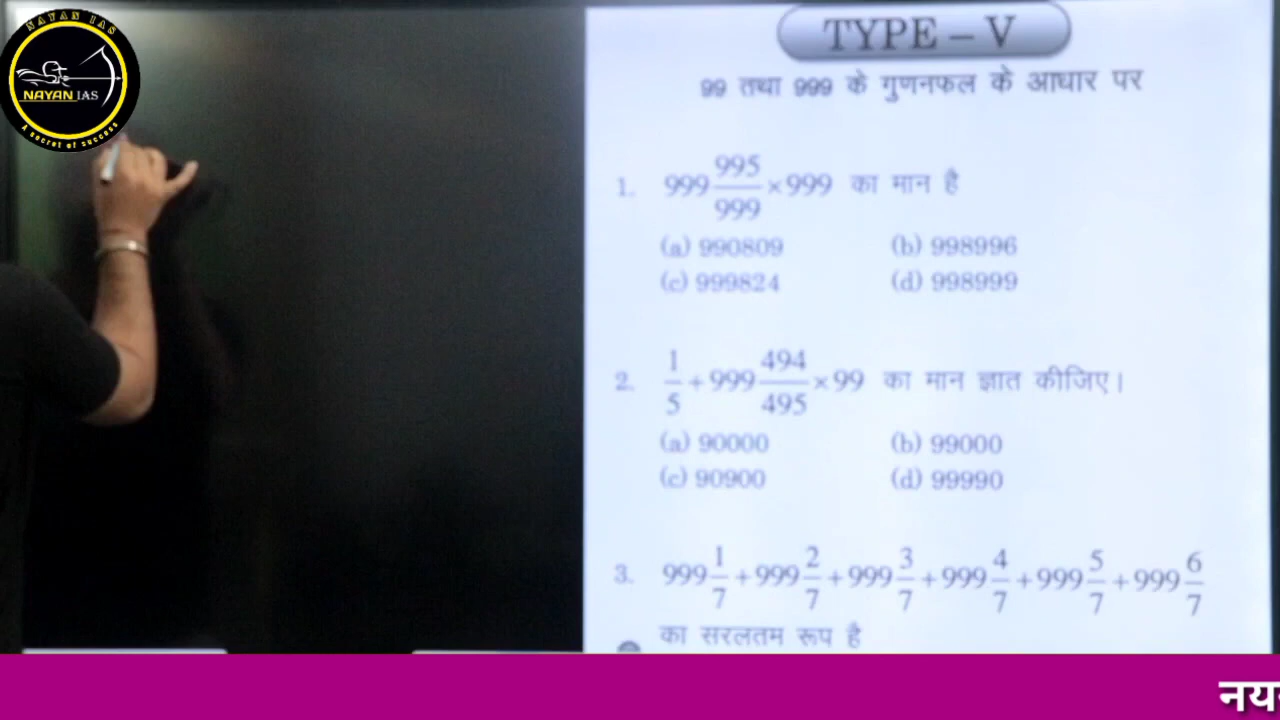 NAYAN IAS
NAYAN IAS
A secret of success
TYPE – V
99 तथा 999 के गुणनफल के आधार पर
1. 999 995/999 × 999 का मान है
(a) 990809 (b) 998996
(c) 999824 (d) 998999
2. 1/5 + 999 494/495 × 99 का मान ज्ञात कीजिए।
(a) 90000 (b) 99000
(c) 90900 (d) 99990
3. 999 1/7 + 999 2/7 + 999 3/7 + 999 4/7 + 999 5/7 + 999 6/7
का सरलतम रूप है